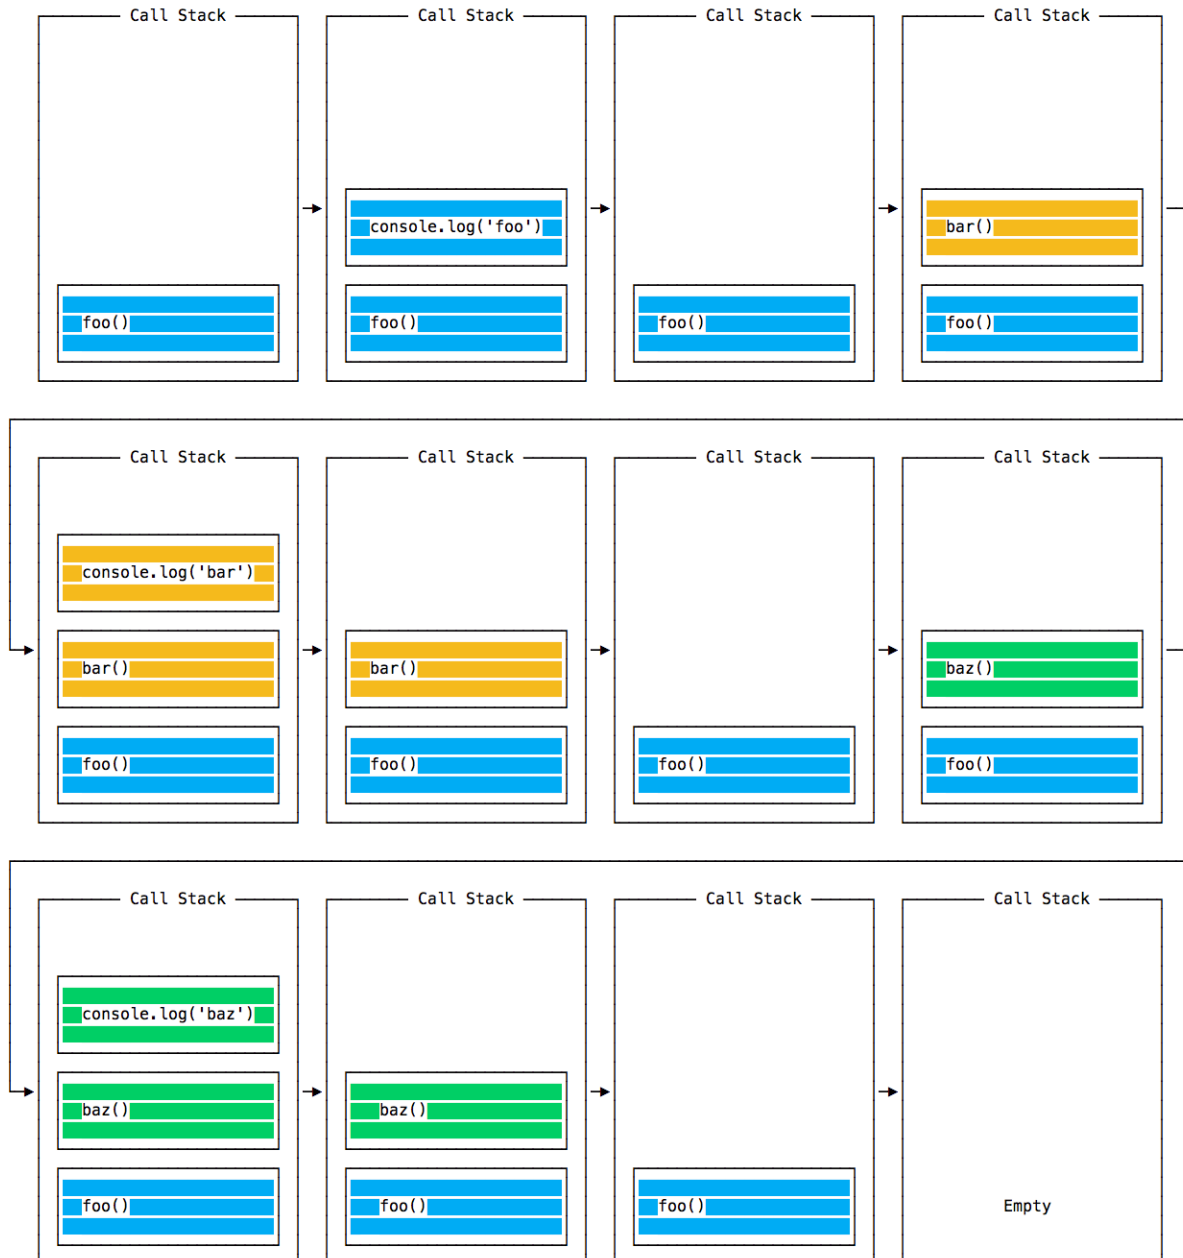 Call Stack Call Stack Call Stack Call Stack
console.log('foo') bar()
foo() foo() foo() foo()
Call Stack Call Stack Call Stack Call Stack
console.log('bar')
bar() bar() baz()
foo() foo() foo() foo()
Call Stack Call Stack Call Stack Call Stack
console.log('baz')
baz() baz()
foo() foo() foo() Empty